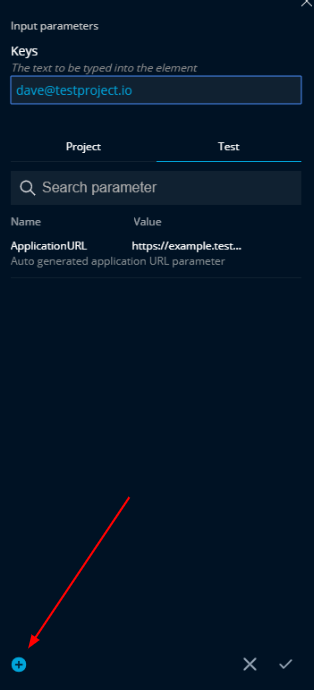 Input parameters
Keys
The text to be typed into the element
dave@testproject.io
Project Test
Search parameter
Name Value
ApplicationURL https://example.test...
Auto generated application URL parameter